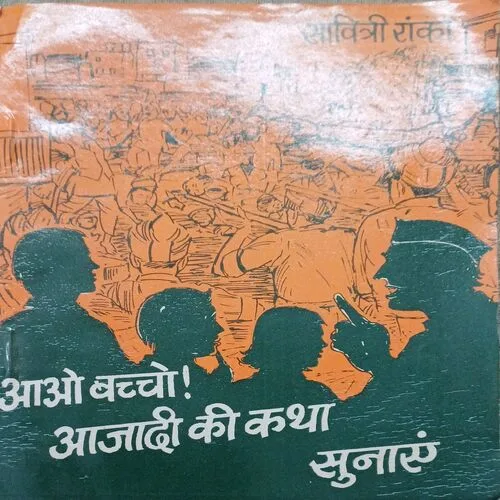 सावित्री रांका
आओ बच्चो!
आजादी की कथा
सुनाएं